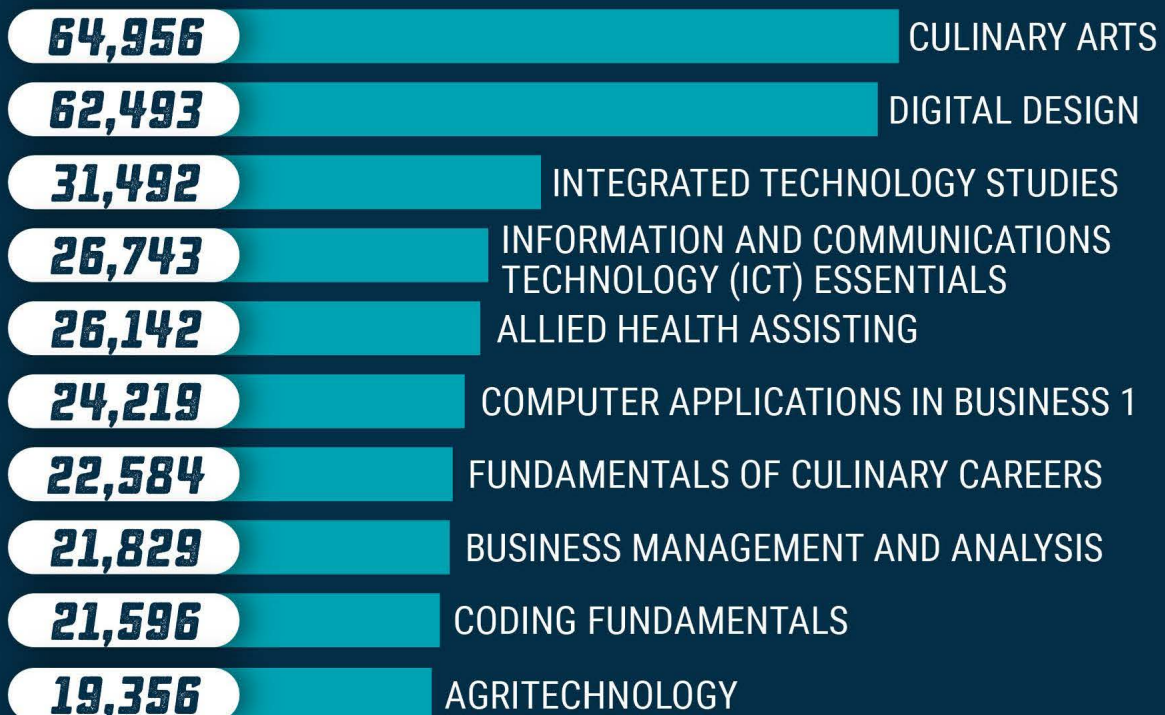 64,956 CULINARY ARTS
62,493 DIGITAL DESIGN
31,492 INTEGRATED TECHNOLOGY STUDIES
26,743 INFORMATION AND COMMUNICATIONS
TECHNOLOGY (ICT) ESSENTIALS
26,142 ALLIED HEALTH ASSISTING
24,219 COMPUTER APPLICATIONS IN BUSINESS 1
22,584 FUNDAMENTALS OF CULINARY CAREERS
21,829 BUSINESS MANAGEMENT AND ANALYSIS
21,596 CODING FUNDAMENTALS
19,356 AGRITECHNOLOGY